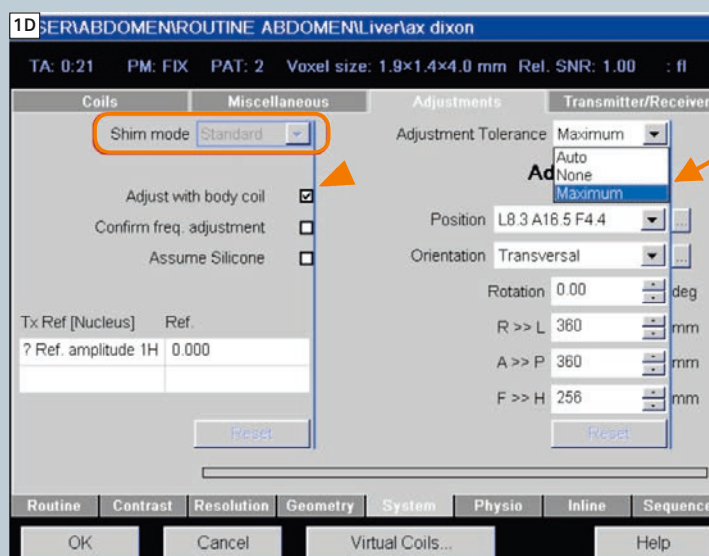 1D
SER\ABDOMEN\ROUTINE ABDOMEN\Liver\ax dixon
TA: 0:21 PM: FIX PAT: 2 Voxel size: 1.9×1.4×4.0 mm Rel. SNR: 1.00 : fl
Coils Miscellaneous Adjustments Transmitter/Receiver
Shim mode Standard
Adjust with body coil
Confirm freq. adjustment
Assume Silicone
Tx Ref [Nucleus] Ref.
? Ref. amplitude 1H 0.000
Reset
Adjustment Tolerance Maximum
Auto
Ad None
Maximum
Position L8.3 A16.5 F4.4 ...
Orientation Transversal ...
Rotation 0.00 deg
R >> L 360 mm
A >> P 360 mm
F >> H 256 mm
Reset
Routine Contrast Resolution Geometry System Physio Inline Sequence
OK Cancel Virtual Coils... Help